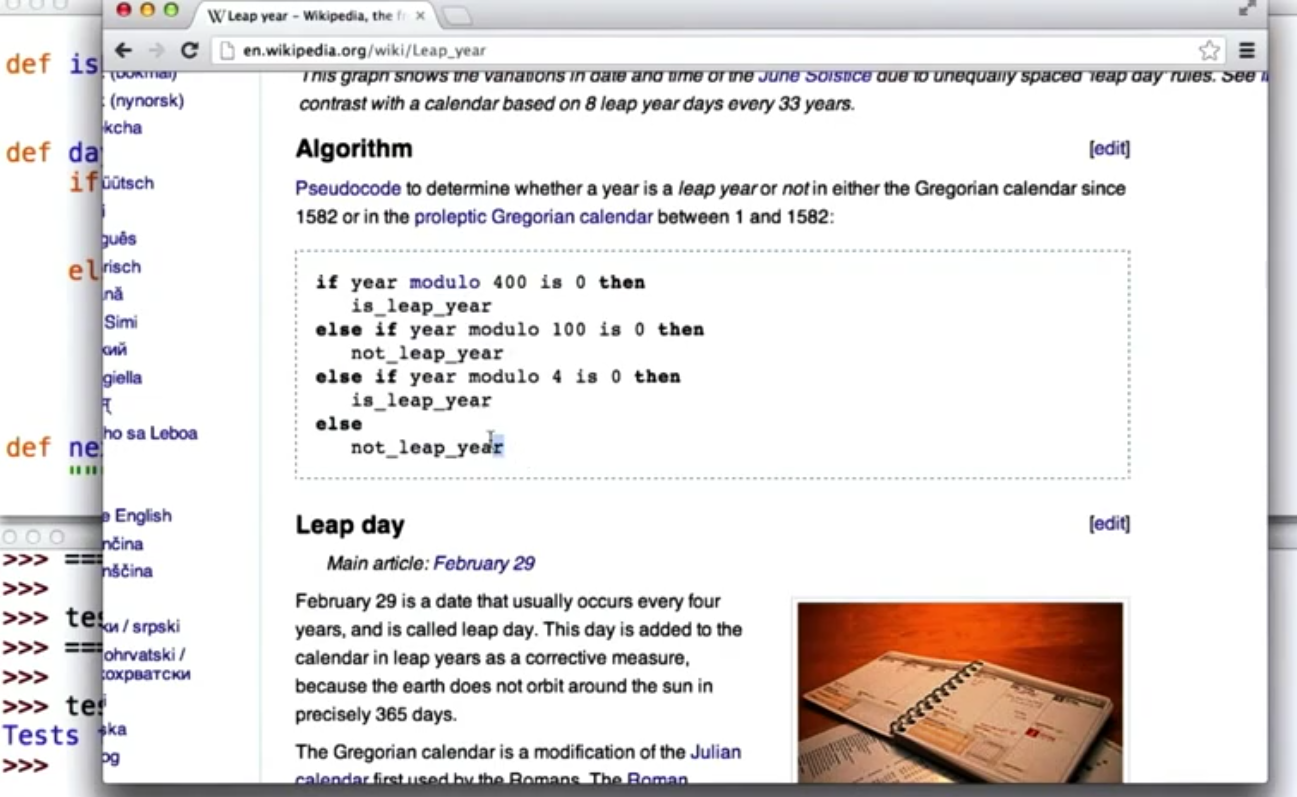 Leap year – Wikipedia, the fr
en.wikipedia.org/wiki/Leap_year
def is
def da
if
el
def ne
"""
>>> ===
>>>
>>> tes
>>> ===
>>>
>>> tes
Tests
>>>
(nynorsk)
kcha
üütsch
i
guês
risch
nă
Simi
кий
giella
ho sa Leboa
e English
nčina
nščina
ки / srpski
ohrvatski /
кохрватски
i
ska
og
This graph shows the variations in date and time of the June Solstice due to unequally spaced 'leap day' rules. See
contrast with a calendar based on 8 leap year days every 33 years.
Algorithm [edit]
Pseudocode to determine whether a year is a leap year or not in either the Gregorian calendar since
1582 or in the proleptic Gregorian calendar between 1 and 1582:
if year modulo 400 is 0 then
is_leap_year
else if year modulo 100 is 0 then
not_leap_year
else if year modulo 4 is 0 then
is_leap_year
else
not_leap_year
Leap day [edit]
Main article: February 29
February 29 is a date that usually occurs every four
years, and is called leap day. This day is added to the
calendar in leap years as a corrective measure,
because the earth does not orbit around the sun in
precisely 365 days.
The Gregorian calendar is a modification of the Julian
calendar first used by the Romans. The Roman